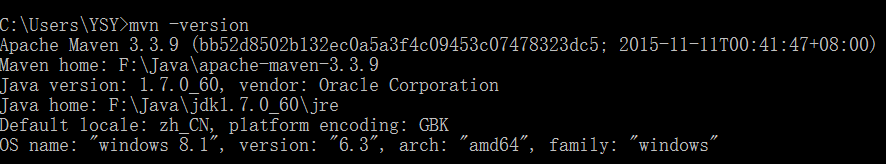 C:\Users\YSY>mvn -version
Apache Maven 3.3.9 (bb52d8502b132ec0a5a3f4c09453c07478323dc5; 2015-11-11T00:41:47+08:00)
Maven home: F:\Java\apache-maven-3.3.9
Java version: 1.7.0_60, vendor: Oracle Corporation
Java home: F:\Java\jdk1.7.0_60\jre
Default locale: zh_CN, platform encoding: GBK
OS name: "windows 8.1", version: "6.3", arch: "amd64", family: "windows"